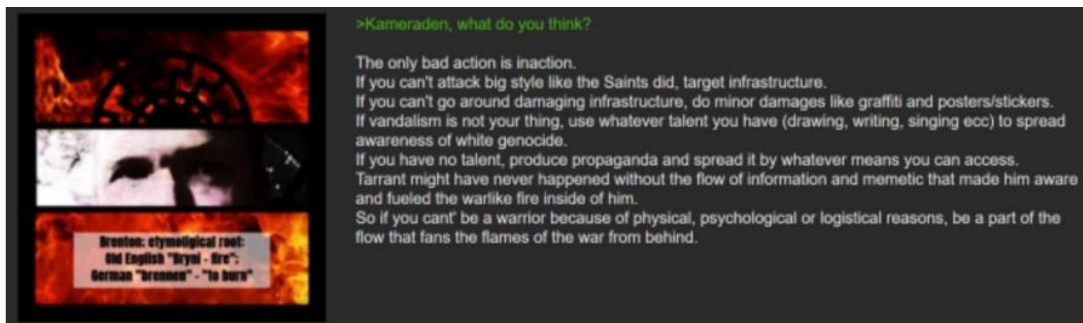 >Kameraden, what do you think?
The only bad action is inaction.
If you can't attack big style like the Saints did, target infrastructure.
If you can't go around damaging infrastructure, do minor damages like graffiti and posters/stickers.
If vandalism is not your thing, use whatever talent you have (drawing, writing, singing ecc) to spread
awareness of white genocide.
If you have no talent, produce propaganda and spread it by whatever means you can access.
Tarrant might have never happened without the flow of information and memetic that made him aware
and fueled the warlike fire inside of him.
So if you cant' be a warrior because of physical, psychological or logistical reasons, be a part of the
flow that fans the flames of the war from behind.
Brenton: etymoligical root:
Old English "Bryni - fire":
German "brennen" - "to burn"